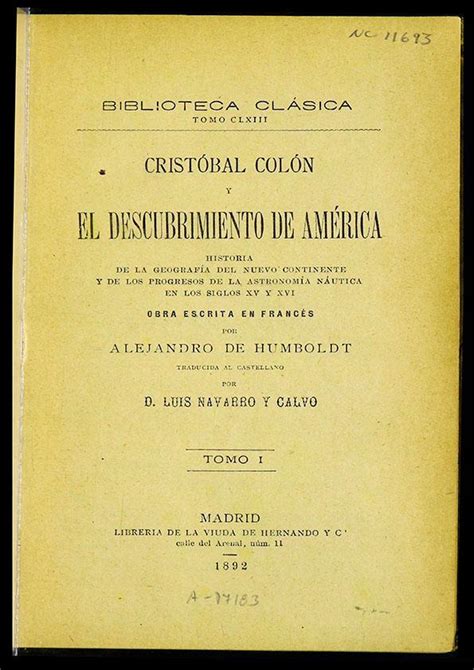 NC 11693
BIBLIOTECA CLÁSICA
TOMO CLXIII
CRISTÓBAL COLÓN
Y
EL DESCUBRIMIENTO DE AMÉRICA
HISTORIA
DE LA GEOGRAFÍA DEL NUEVO CONTINENTE
Y DE LOS PROGRESOS DE LA ASTRONOMÍA NÁUTICA
EN LOS SIGLOS XV Y XVI
OBRA ESCRITA EN FRANCÉS
POR
ALEJANDRO DE HUMBOLDT
TRADUCIDA AL CASTELLANO
POR
D. LUIS NAVARRO Y CALVO
TOMO I
MADRID
LIBRERIA DE LA VIUDA DE HERNANDO Y Cª
calle del Arenal, núm. 11
1892
A-17183